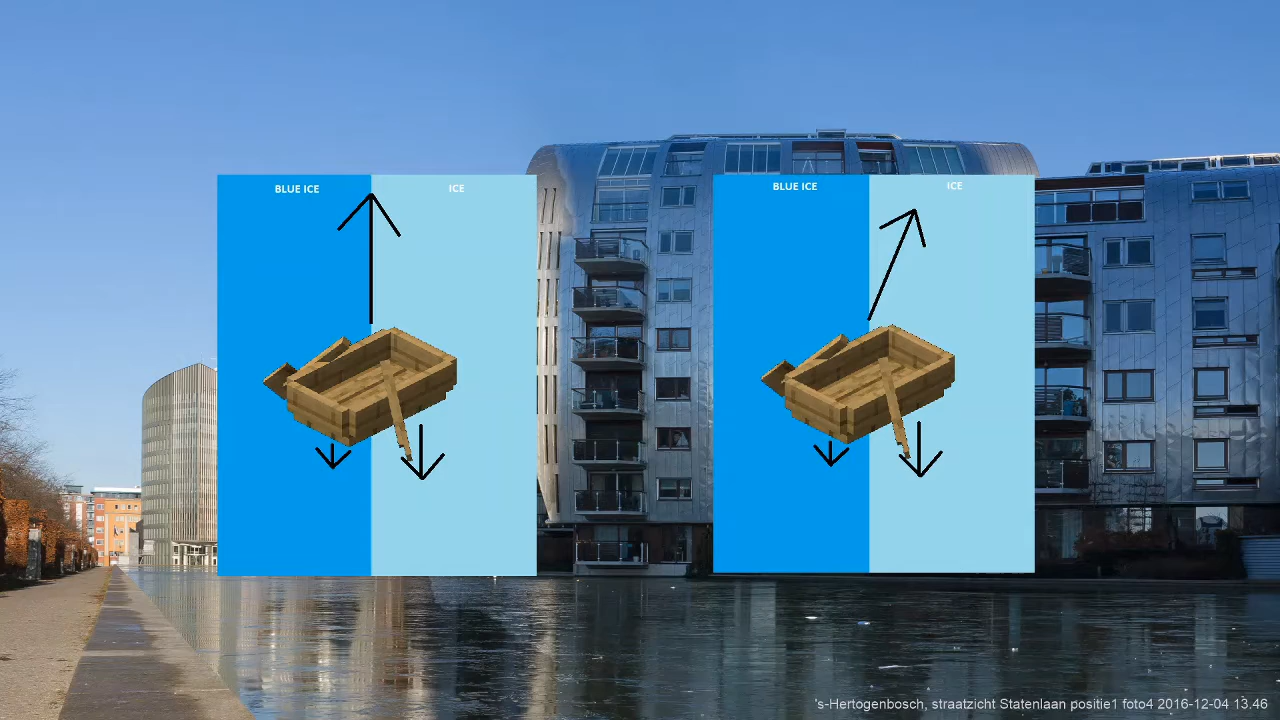 BLUE ICE
ICE
BLUE ICE
ICE
's-Hertogenbosch, straatzicht Statenlaan positie1 foto4 2016-12-04 13.46